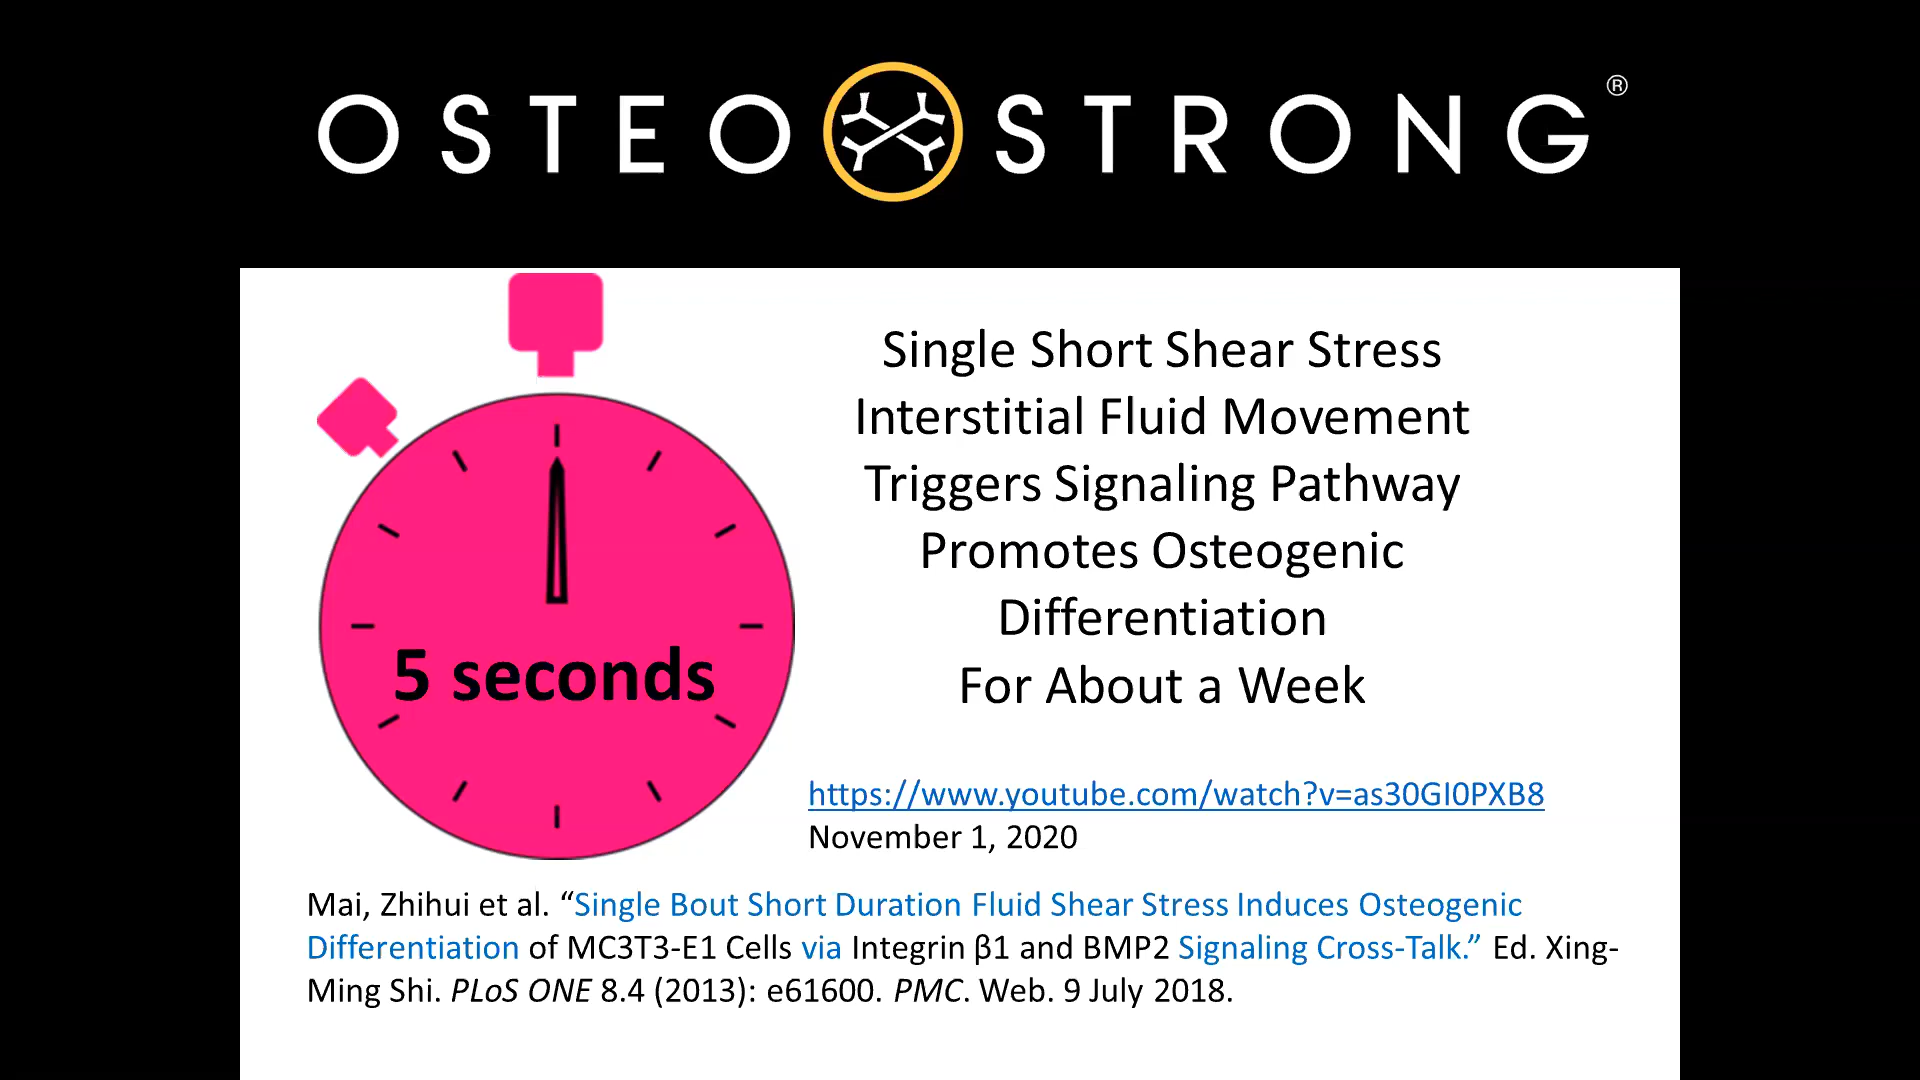 OSTEOSTRONG®
Single Short Shear Stress
Interstitial Fluid Movement
Triggers Signaling Pathway
Promotes Osteogenic
Differentiation
For About a Week
5 seconds
https://www.youtube.com/watch?v=as30GI0PXB8
November 1, 2020
Mai, Zhihui et al. “Single Bout Short Duration Fluid Shear Stress Induces Osteogenic
Differentiation of MC3T3-E1 Cells via Integrin β1 and BMP2 Signaling Cross-Talk.” Ed. Xing-
Ming Shi. PLoS ONE 8.4 (2013): e61600. PMC. Web. 9 July 2018.